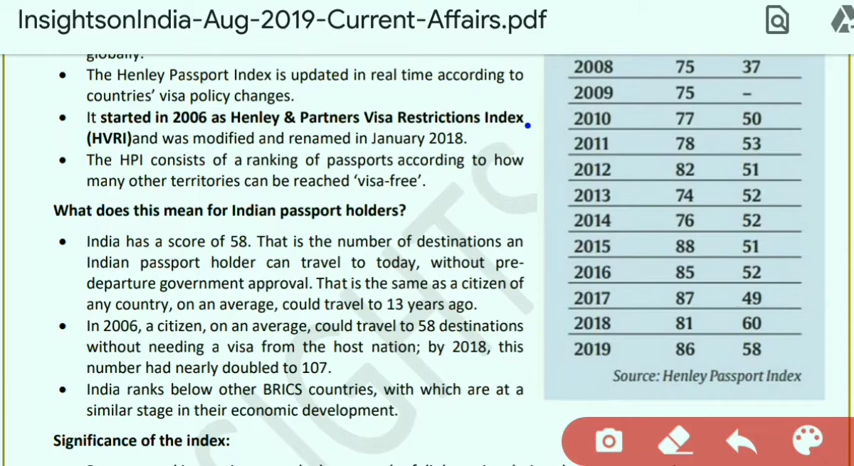 InsightsonIndia-Aug-2019-Current-Affairs.pdf
globally.
• The Henley Passport Index is updated in real time according to
countries' visa policy changes.
• It started in 2006 as Henley & Partners Visa Restrictions Index
(HVRI)and was modified and renamed in January 2018.
• The HPI consists of a ranking of passports according to how
many other territories can be reached 'visa-free'.
What does this mean for Indian passport holders?
• India has a score of 58. That is the number of destinations an
Indian passport holder can travel to today, without pre-
departure government approval. That is the same as a citizen of
any country, on an average, could travel to 13 years ago.
• In 2006, a citizen, on an average, could travel to 58 destinations
without needing a visa from the host nation; by 2018, this
number had nearly doubled to 107.
• India ranks below other BRICS countries, with which are at a
similar stage in their economic development.
Significance of the index:
2008 75 37
2009 75 –
2010 77 50
2011 78 53
2012 82 51
2013 74 52
2014 76 52
2015 88 51
2016 85 52
2017 87 49
2018 81 60
2019 86 58
Source: Henley Passport Index